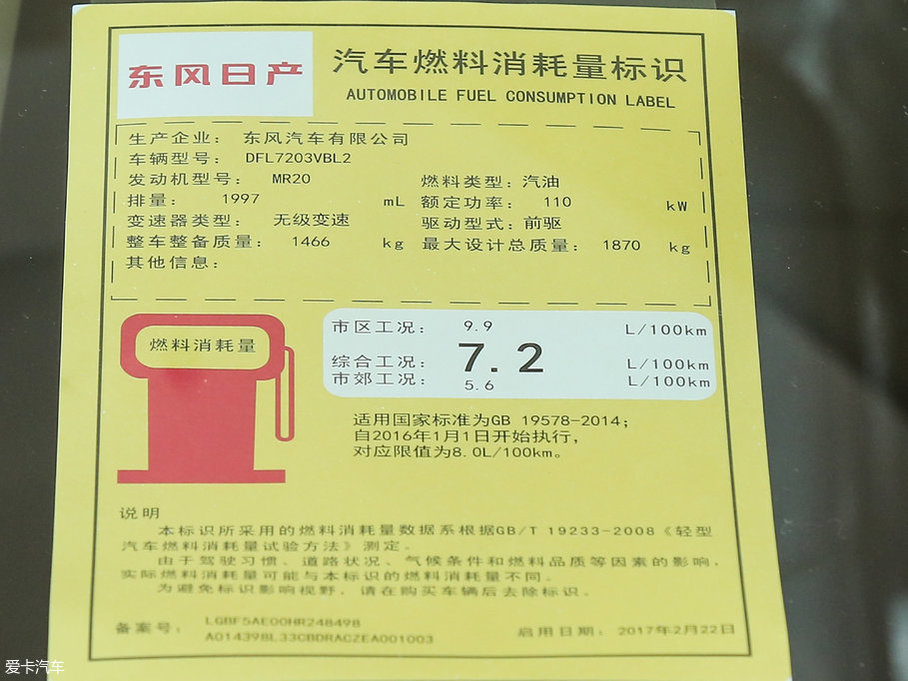 东风日产
汽车燃料消耗量标识
AUTOMOBILE FUEL CONSUMPTION LABEL
生产企业： 东风汽车有限公司
车辆型号： DFL7203VBL2
发动机型号： MR20 燃料类型：汽油
排量： 1997 mL 额定功率： 110 kW
变速器类型： 无级变速 驱动型式：前驱
整车整备质量： 1466 kg 最大设计总质量： 1870 kg
其他信息：
燃料消耗量
市区工况： 9.9 L/100km
综合工况： 7.2 L/100km
市郊工况： 5.6 L/100km
适用国家标准为GB 19578-2014；
自2016年1月1日开始执行，
对应限值为8.0L/100km。
说明
本标识所采用的燃料消耗量数据系根据GB/T 19233-2008《轻型
汽车燃料消耗量试验方法》测定。
由于驾驶习惯、道路状况、气候条件和燃料品质等因素的影响，
实际燃料消耗量可能与本标识的燃料消耗量不同。
为避免标识影响视野，请在购买车辆后去除标识。
备案号： LGBF5AE00HR248498
A014398L33CBDRACZEA001003
启用日期： 2017年2月22日
爱卡汽车